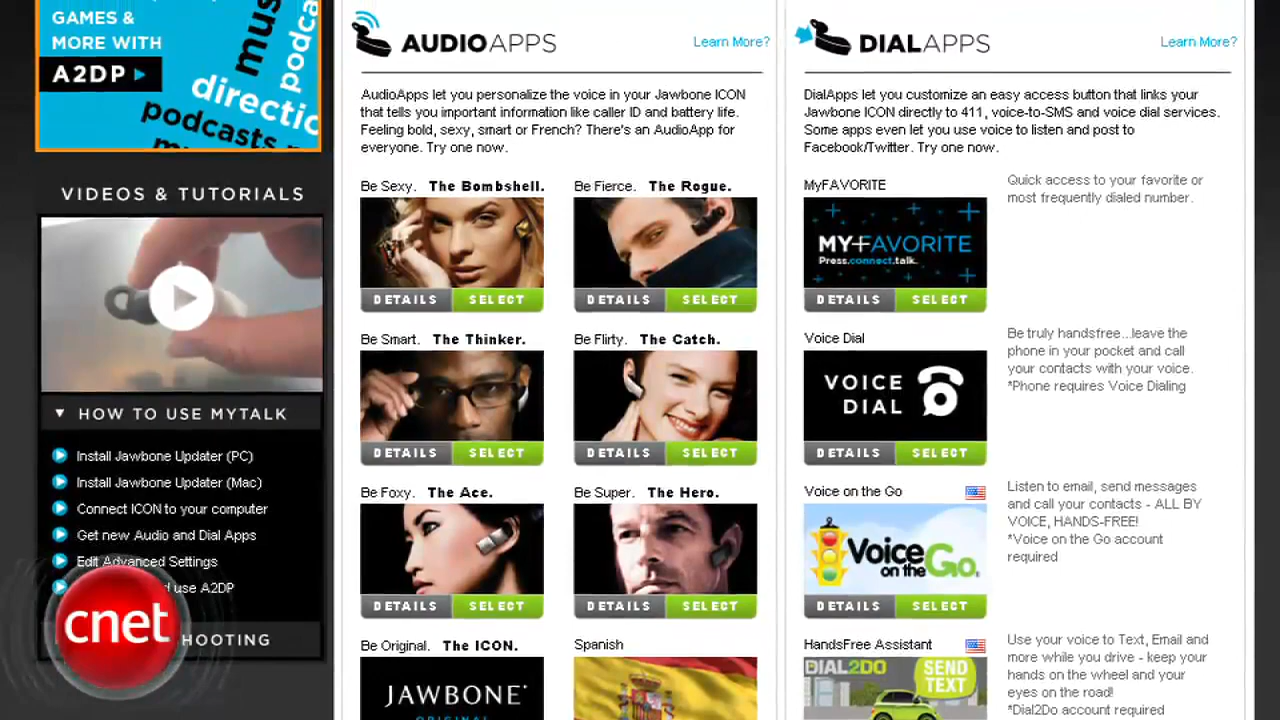 GAMES &
MORE WITH
A2DP
directic
podcasts
HOW TO USE MYTALK
VIDEOS & TUTORIALS
Install Jawbone Updater (PC)
Install Jawbone Updater (Mac)
Connect ICON to your computer
Get new Audio and Dial Apps
Edit Advanced Settings
use A2DP
HOOTING
cnet
AUDIOAPPS
Learn More?
AudioApps let you personalize the voice in your Jawbone ICON
that tells you important information like caller ID and battery life.
Feeling bold, sexy, smart or French? There's an AudioApp for
everyone. Try one now.
Be Sexy. The Bombshell.
DETAILS SELECT
Be Fierce. The Rogue.
DETAILS SELECT
Be Smart. The Thinker.
DETAILS SELECT
Be Flirty. The Catch.
DETAILS SELECT
Be Foxy. The Ace.
DETAILS SELECT
Be Super. The Hero.
DETAILS SELECT
Be Original. The ICON.
JAWBONE
ORIGINAL
Spanish
DIALAPPS
Learn More?
DialApps let you customize an easy access button that links your
Jawbone ICON directly to 411, voice-to-SMS and voice dial services.
Some apps even let you use voice to listen and post to
Facebook/Twitter. Try one now.
MyFAVORITE
MY+FAVORITE
Press.connect.talk.
DETAILS SELECT
Quick access to your favorite or
most frequently dialed number.
Voice Dial
VOICE
DIAL
DETAILS SELECT
Be truly handsfree...leave the
phone in your pocket and call
your contacts with your voice.
*Phone requires Voice Dialing
Voice on the Go
Voice
on the Go.
DETAILS SELECT
Listen to email, send messages
and call your contacts - ALL BY
VOICE, HANDS-FREE!
*Voice on the Go account
required
HandsFree Assistant
DIAL2DO
SEND
TEXT
Use your voice to Text, Email and
more while you drive - keep your
hands on the wheel and your
eyes on the road!
*Dial2Do account required